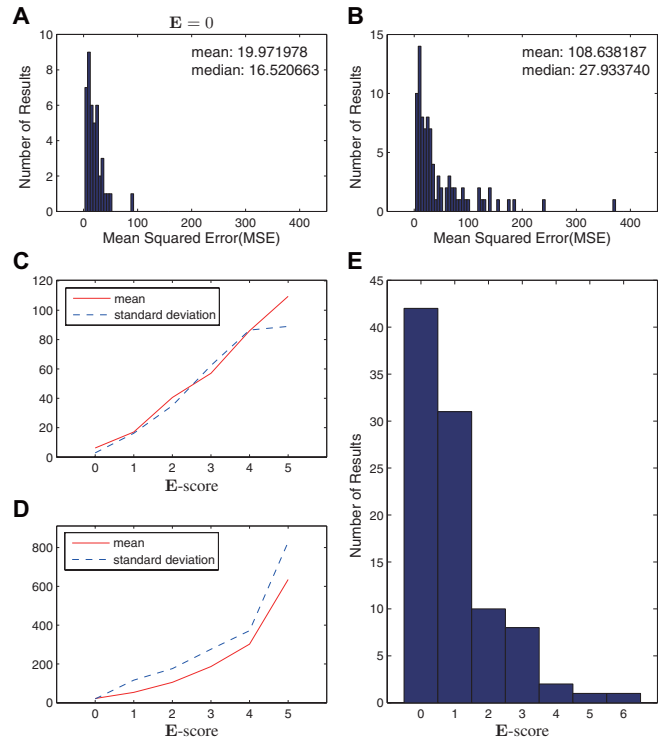 A
E = 0
mean: 19.971978
median: 16.520663
Number of Results
10
8
6
4
2
0
0 100 200 300 400
Mean Squared Error(MSE)
B
mean: 108.638187
median: 27.933740
Number of Results
15
10
5
0
0 100 200 300 400
Mean Squared Error(MSE)
C
mean
standard deviation
120
100
80
60
40
20
0
0 1 2 3 4 5
E-score
D
mean
standard deviation
800
600
400
200
0
0 1 2 3 4 5
E-score
E
Number of Results
45
40
35
30
25
20
15
10
5
0
0 1 2 3 4 5 6
E-score